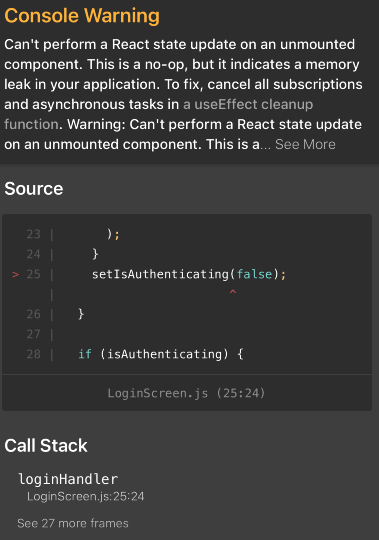 Console Warning
Can't perform a React state update on an unmounted
component. This is a no-op, but it indicates a memory
leak in your application. To fix, cancel all subscriptions
and asynchronous tasks in a useEffect cleanup
function. Warning: Can't perform a React state update
on an unmounted component. This is a... See More
Source
23 | );
24 | }
> 25 | setIsAuthenticating(false);
| ^
26 | }
27 |
28 | if (isAuthenticating) {
LoginScreen.js (25:24)
Call Stack
loginHandler
LoginScreen.js:25:24
See 27 more frames